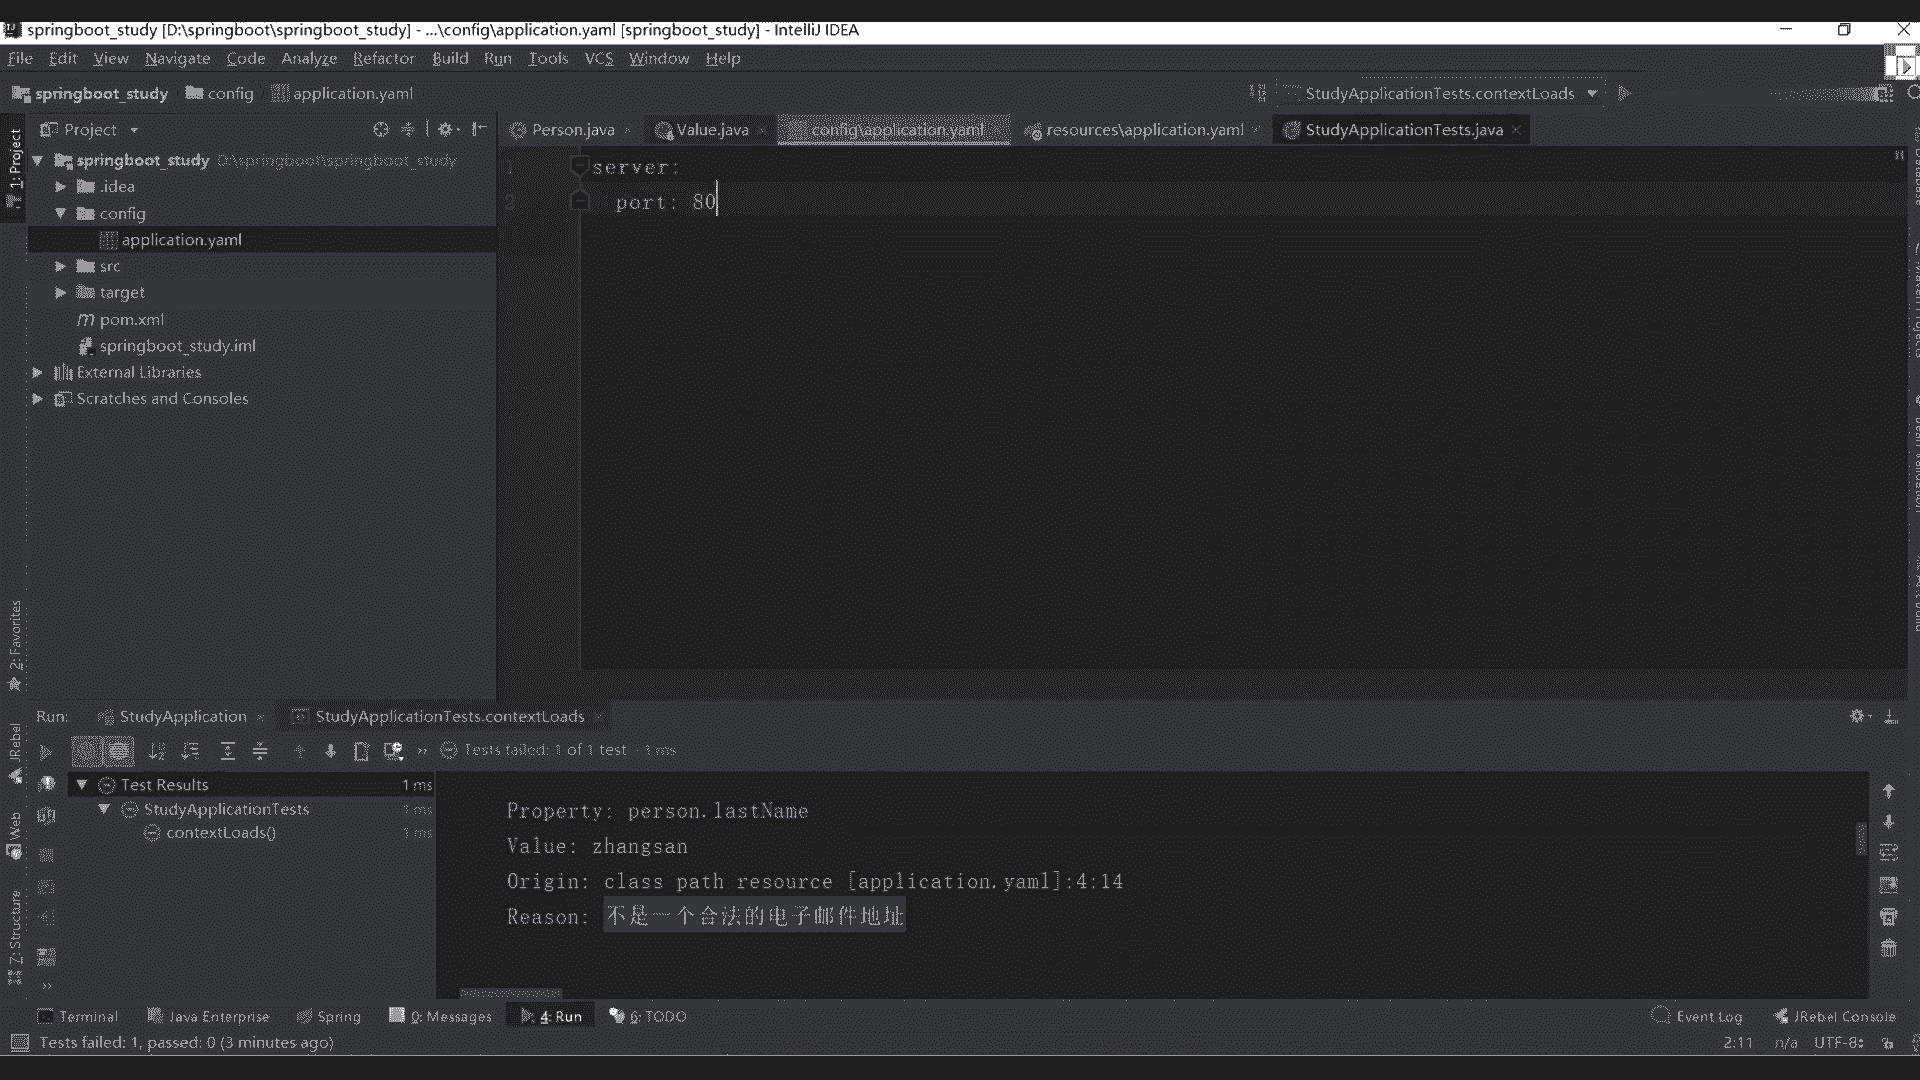 springboot_study [D:\springboot\springboot_study] - ...\config\application.yaml [springboot_study] - IntelliJ IDEA
File Edit View Navigate Code Analyze Refactor Build Run Tools VCS Window Help
springboot_study config application.yaml StudyApplicationTests.contextLoads
1: Project
Project
Person.java Value.java config\application.yaml resources\application.yaml StudyApplicationTests.java
springboot_study D:\springboot\springboot_study
.idea
config
application.yaml
src
target
pom.xml
springboot_study.iml
External Libraries
Scratches and Consoles
1 server:
2 port: 80
Database
2: Favorites
JRebel
Web
Z: Structure
Run: StudyApplication StudyApplicationTests.contextLoads
Tests failed: 1 of 1 test - 1 ms
Test Results 1 ms
StudyApplicationTests 1 ms
contextLoads() 1 ms
Property: person.lastName
Value: zhangsan
Origin: class path resource [application.yaml]:4:14
Reason: 不是一个合法的电子邮件地址
Terminal Java Enterprise Spring 0: Messages 4: Run 6: TODO Event Log JRebel Console
Tests failed: 1, passed: 0 (3 minutes ago) 2:11 n/a UTF-8